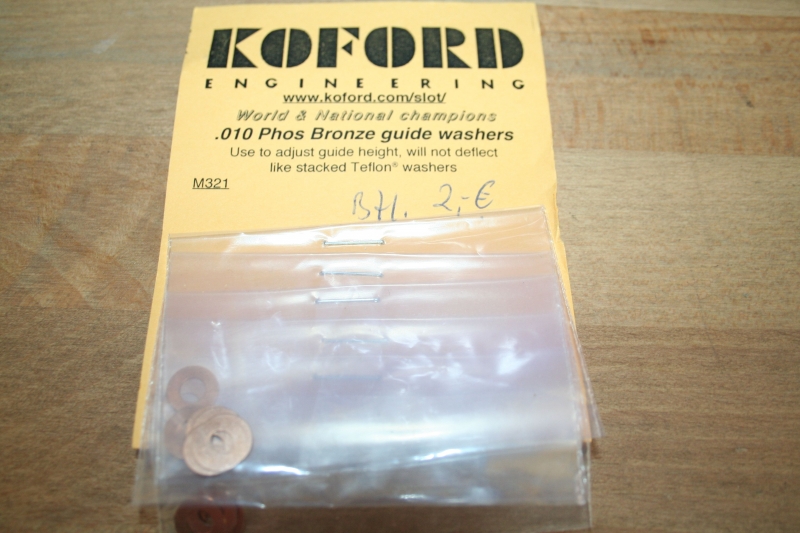 KOFORD
ENGINEERING
www.koford.com/slot/
World & National champions
.010 Phos Bronze guide washers
Use to adjust guide height, will not deflect
like stacked Teflon® washers
M321
Btl. 2,-€